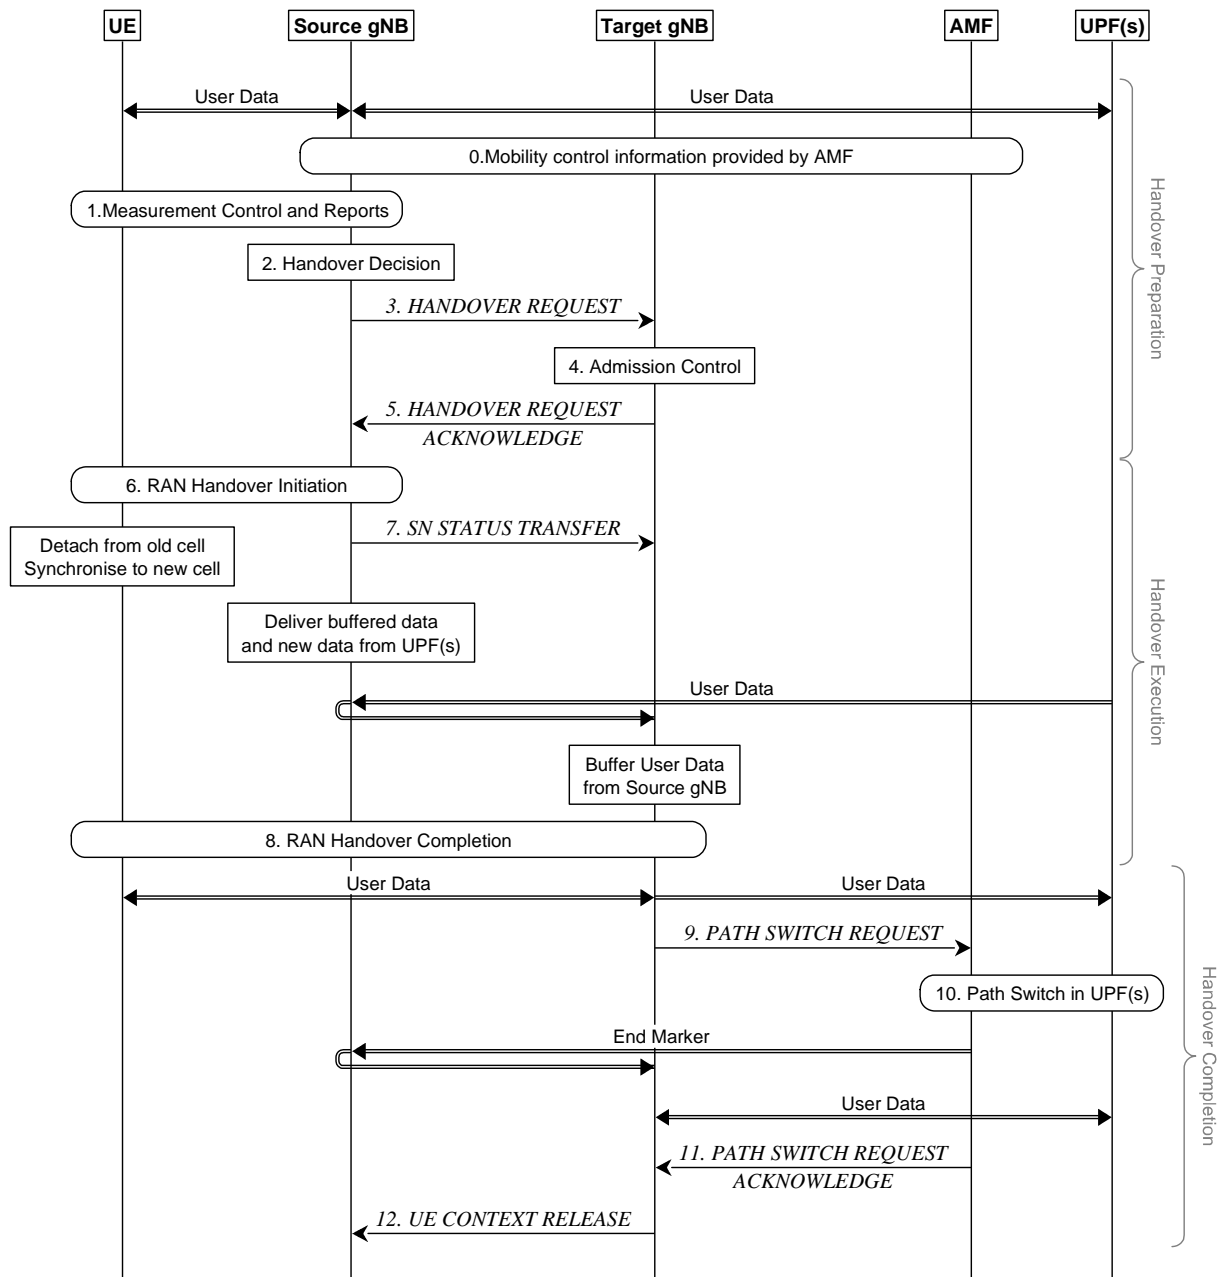 UE
Source gNB
Target gNB
AMF
UPF(s)
User Data
User Data
0.Mobility control information provided by AMF
1.Measurement Control and Reports
2. Handover Decision
3. HANDOVER REQUEST
4. Admission Control
5. HANDOVER REQUEST
ACKNOWLEDGE
Handover Preparation
6. RAN Handover Initiation
7. SN STATUS TRANSFER
Detach from old cell
Synchronise to new cell
Deliver buffered data
and new data from UPF(s)
User Data
Buffer User Data
from Source gNB
8. RAN Handover Completion
Handover Execution
User Data
User Data
9. PATH SWITCH REQUEST
10. Path Switch in UPF(s)
End Marker
User Data
11. PATH SWITCH REQUEST
ACKNOWLEDGE
12. UE CONTEXT RELEASE
Handover Completion